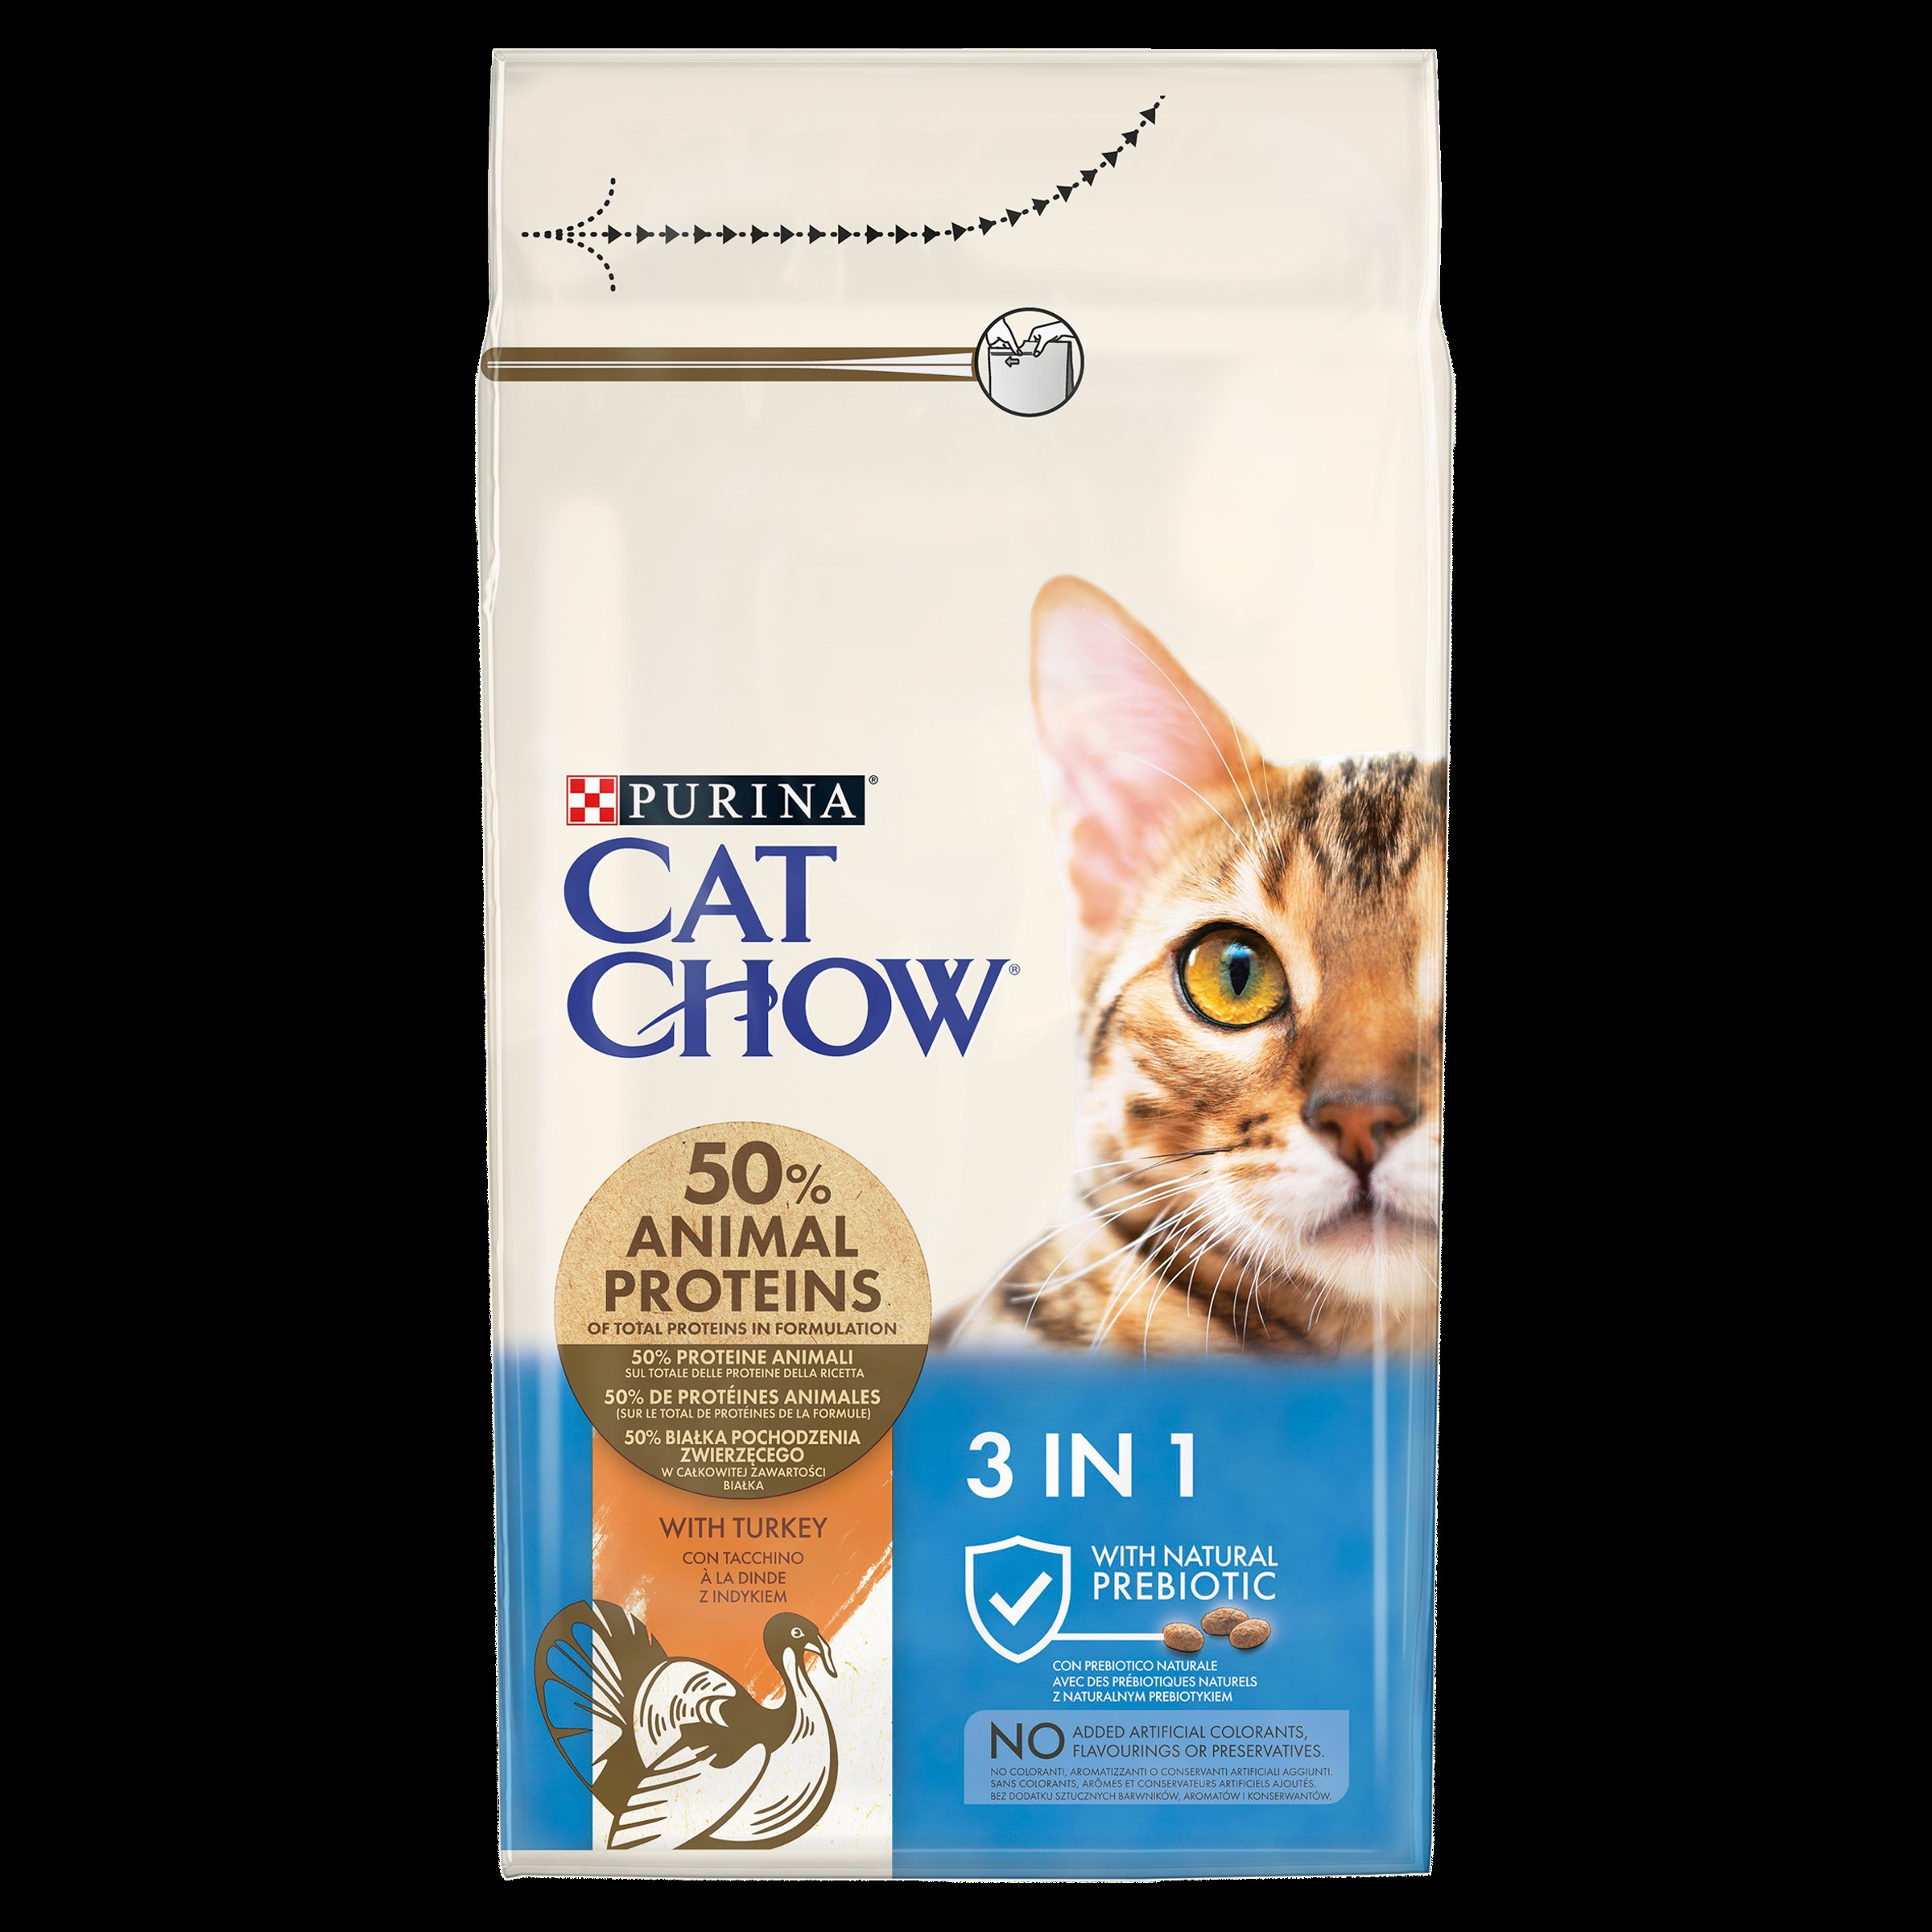 PURINA®
CAT
CHOW®
50%
ANIMAL
PROTEINS
OF TOTAL PROTEINS IN FORMULATION
50% PROTEINE ANIMALI
SUL TOTALE DELLE PROTEINE DELLA RICETTA
50% DE PROTÉINES ANIMALES
(SUR LE TOTAL DE PROTÉINES DE LA FORMULE)
50% BIAŁKA POCHODZENIA
ZWIERZĘCEGO
W CAŁKOWITEJ ZAWARTOŚCI
BIAŁKA
WITH TURKEY
CON TACCHINO
À LA DINDE
Z INDYKIEM
3 IN 1
WITH NATURAL
PREBIOTIC
CON PREBIOTICO NATURALE
AVEC DES PRÉBIOTIQUES NATURELS
Z NATURALNYM PREBIOTYKIEM
NO ADDED ARTIFICIAL COLORANTS,
FLAVOURINGS OR PRESERVATIVES.
NO COLORANTI, AROMATIZZANTI O CONSERVANTI ARTIFICIALI AGGIUNTI.
SANS COLORANTS, ARÔMES ET CONSERVATEURS ARTIFICIELS AJOUTÉS.
BEZ DODATKU SZTUCZNYCH BARWNIKÓW, AROMATÓW I KONSERWANTÓW.